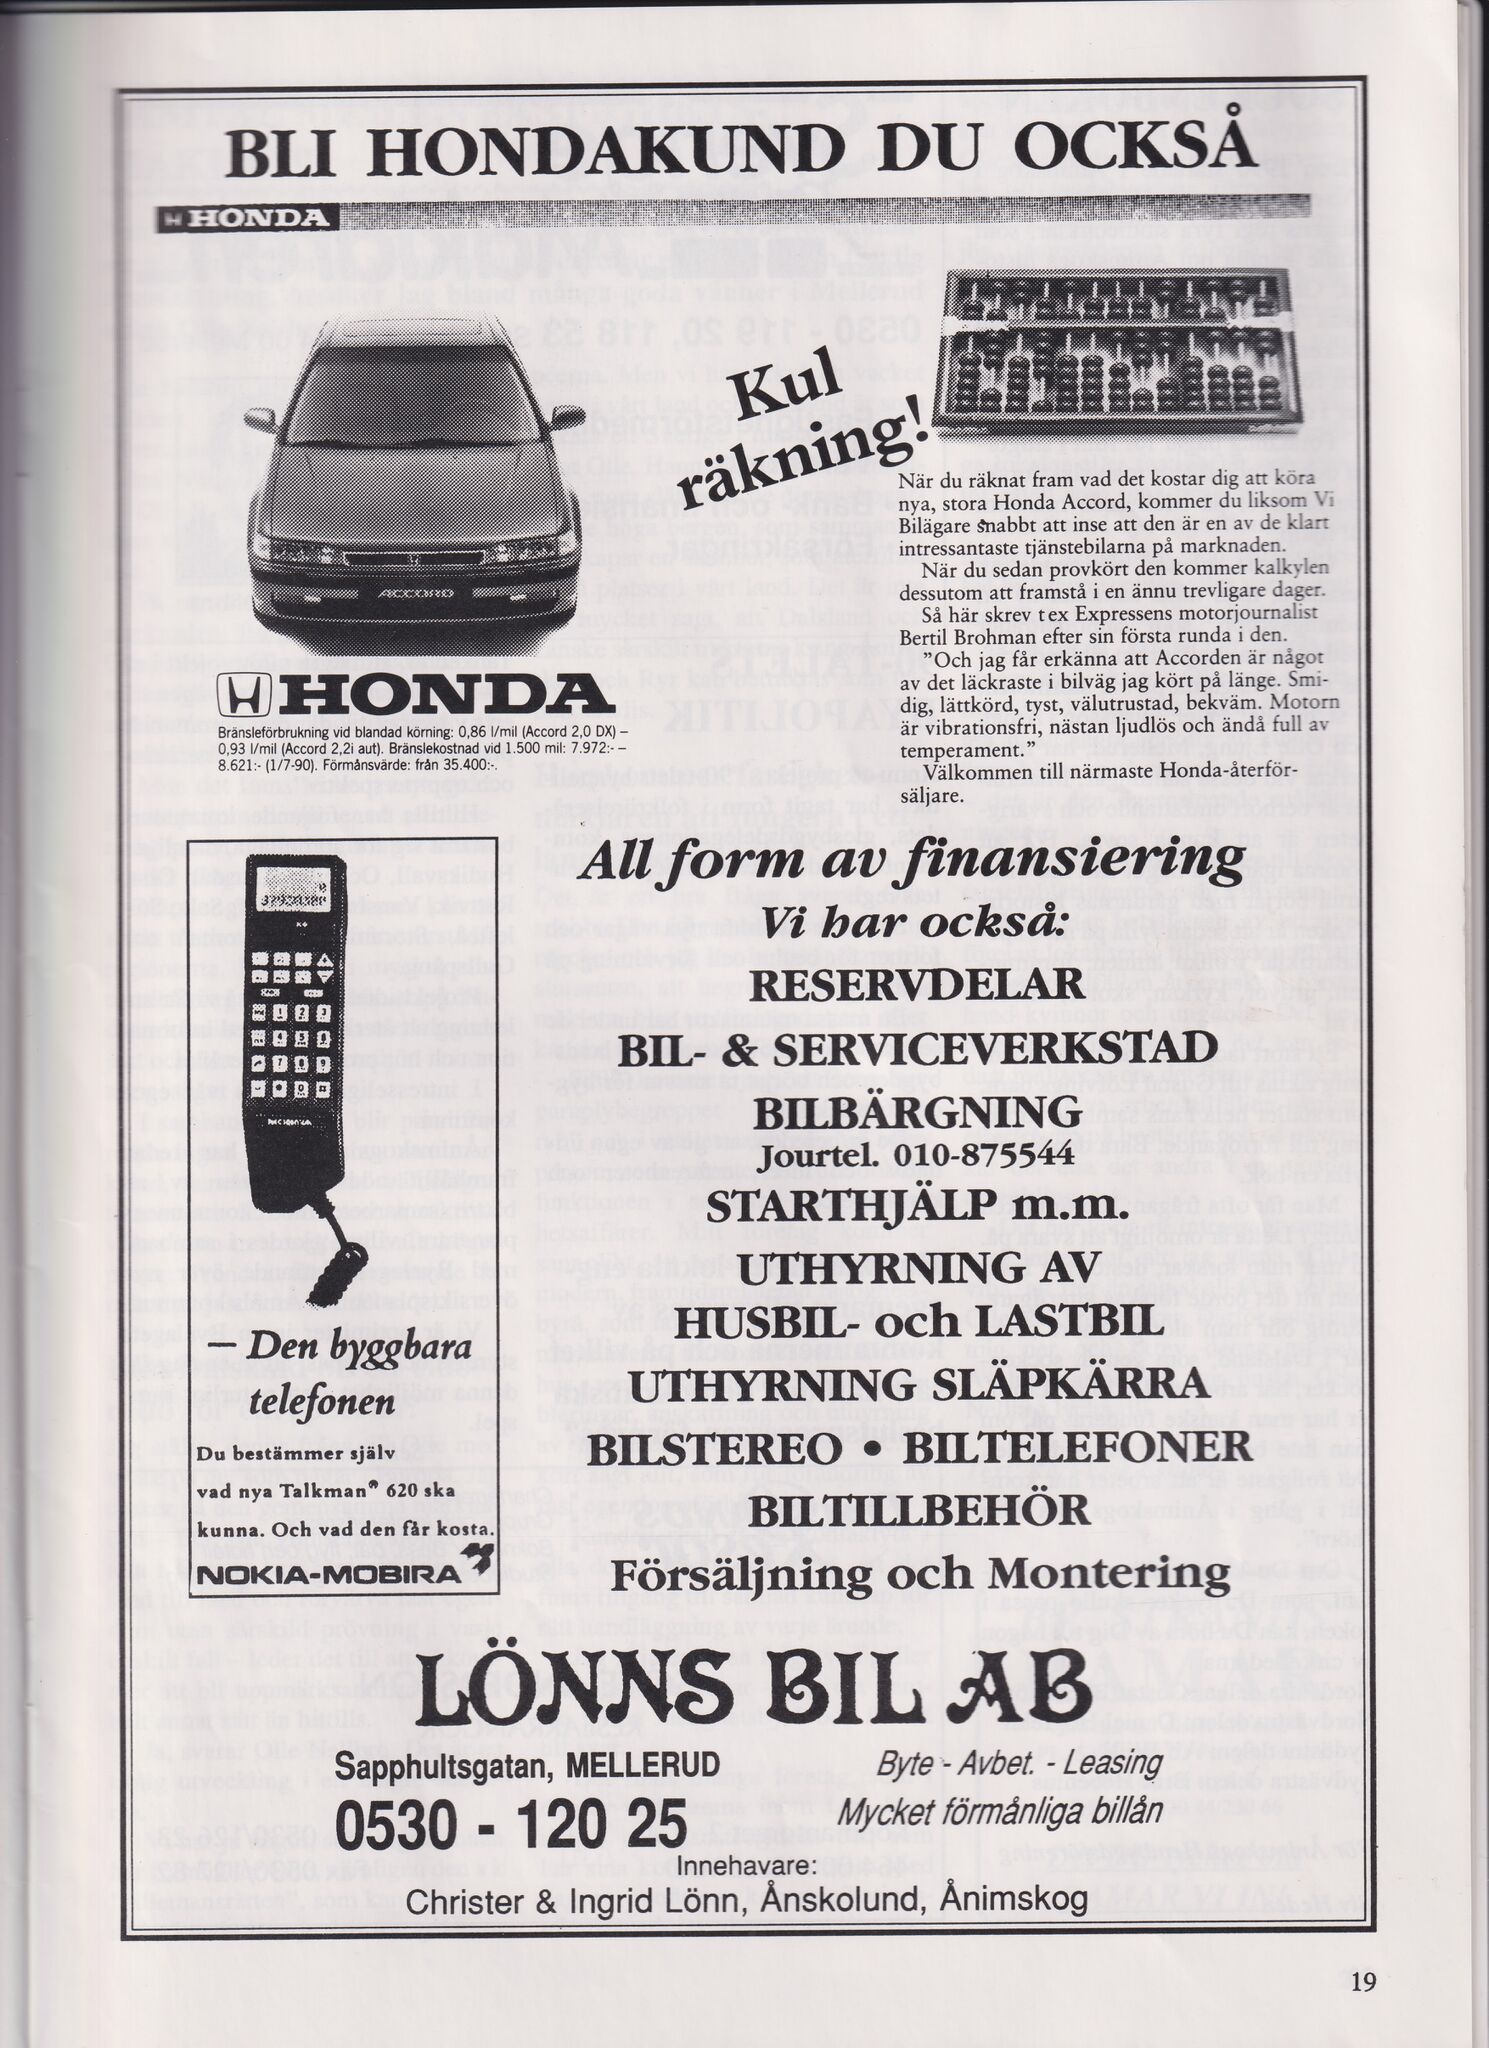 BLI HONDAKUND DU OCKSÅ
HONDA
Kul
räkning!
När du räknat fram vad det kostar dig att köra
nya, stora Honda Accord, kommer du liksom Vi
Bilägare snabbt att inse att den är en av de klart
intressantaste tjänstebilarna på marknaden.
När du sedan provkört den kommer kalkylen
dessutom att framstå i en ännu trevligare dager.
Så här skrev t ex Expressens motorjournalist
Bertil Brohman efter sin första runda i den.
"Och jag får erkänna att Accorden är något
av det läckraste i bilväg jag kört på länge. Smi-
dig, lättkörd, tyst, välutrustad, bekväm. Motorn
är vibrationsfri, nästan ljudlös och ändå full av
temperament."
Välkommen till närmaste Honda-återför-
säljare.
ACCORD
HONDA
Bränsleförbrukning vid blandad körning: 0,86 l/mil (Accord 2,0 DX) –
0,93 l/mil (Accord 2,2i aut). Bränslekostnad vid 1.500 mil: 7.972:- –
8.621:- (1/7-90). Förmånsvärde: från 35.400:-.
– Den byggbara
telefonen
Du bestämmer själv
vad nya Talkman® 620 ska
kunna. Och vad den får kosta.
NOKIA-MOBIRA
All form av finansiering
Vi har också:
RESERVDELAR
BIL- & SERVICEVERKSTAD
BILBÄRGNING
Jourtel. 010-875544
STARTHJÄLP m.m.
UTHYRNING AV
HUSBIL- och LASTBIL
UTHYRNING SLÄPKÄRRA
BILSTEREO • BILTELEFONER
BILTILLBEHÖR
Försäljning och Montering
LÖNNS BIL AB
Sapphultsgatan, MELLERUD
0530 - 120 25
Byte - Avbet. - Leasing
Mycket förmånliga billån
Innehavare:
Christer & Ingrid Lönn, Ånskolund, Ånimskog
19